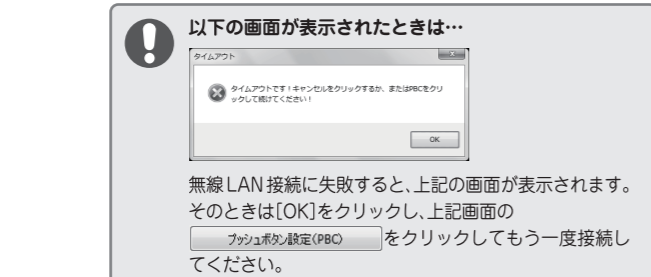 以下の画面が表示されたときは…
タイムアウト
タイムアウトです!キャンセルをクリックするか、またはPBCをクリ
ックして続けてください!
OK
無線LAN接続に失敗すると、上記の画面が表示されます。
そのときは[OK]をクリックし、上記画面の
プッシュボタン設定(PBC) をクリックしてもう一度接続し
てください。